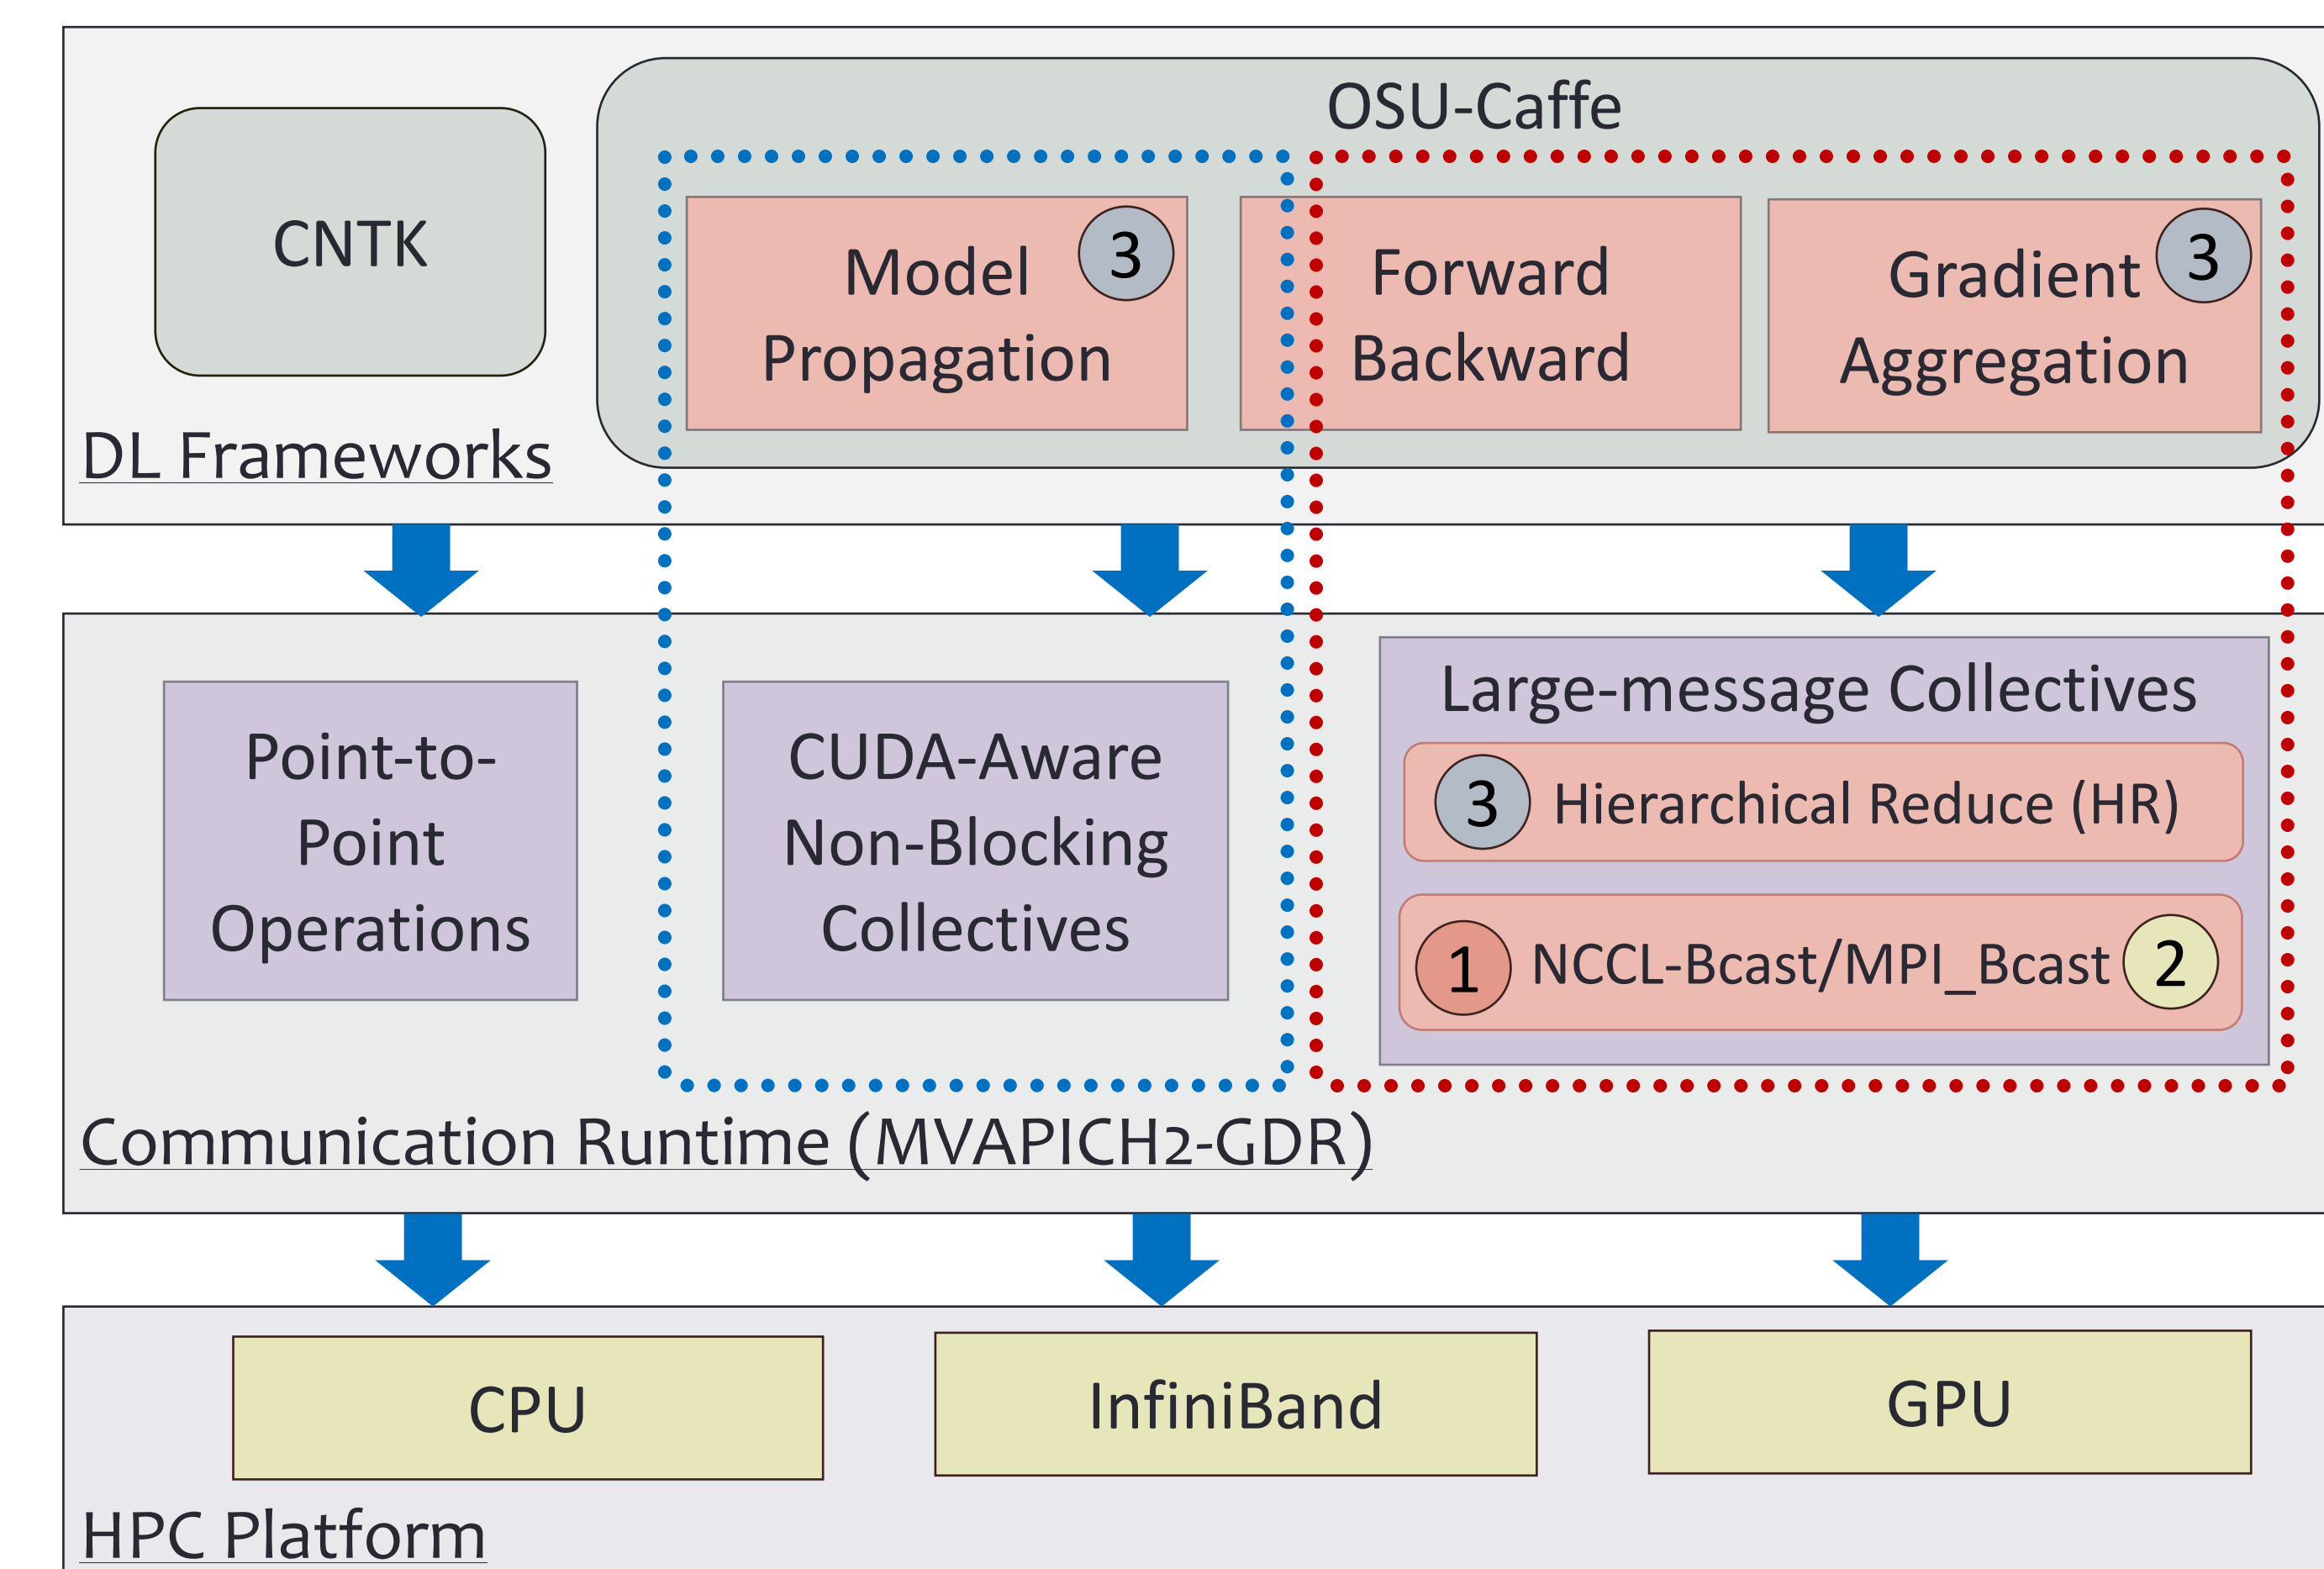 OSU-Caffe
CNTK
Model
Propagation
3
Forward
Backward
Gradient
Aggregation
3
DL Frameworks
Point-to-
Point
Operations
CUDA-Aware
Non-Blocking
Collectives
Large-message Collectives
3 Hierarchical Reduce (HR)
1 NCCL-Bcast/MPI_Bcast 2
Communication Runtime (MVAPICH2-GDR)
CPU
InfiniBand
GPU
HPC Platform